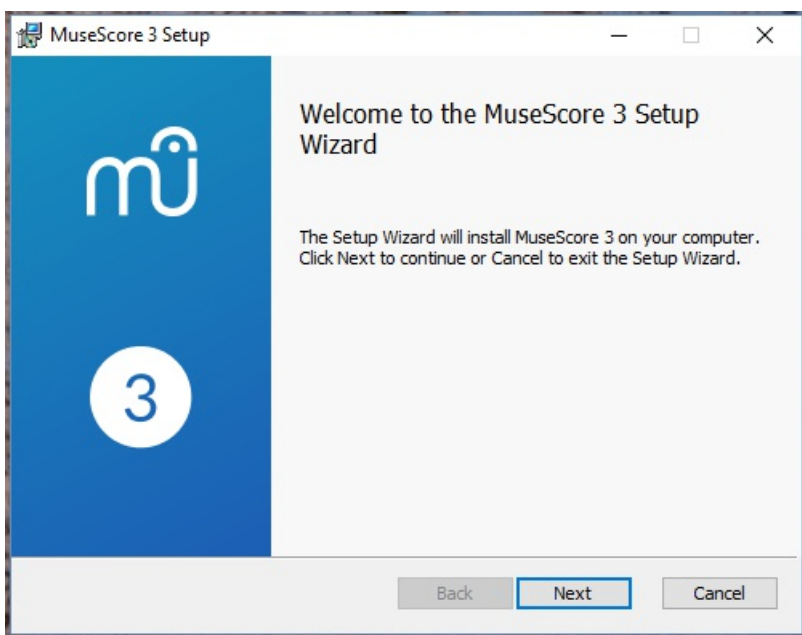 MuseScore 3 Setup
Welcome to the MuseScore 3 Setup
Wizard
The Setup Wizard will install MuseScore 3 on your computer.
Click Next to continue or Cancel to exit the Setup Wizard.
mû
3
Back Next Cancel